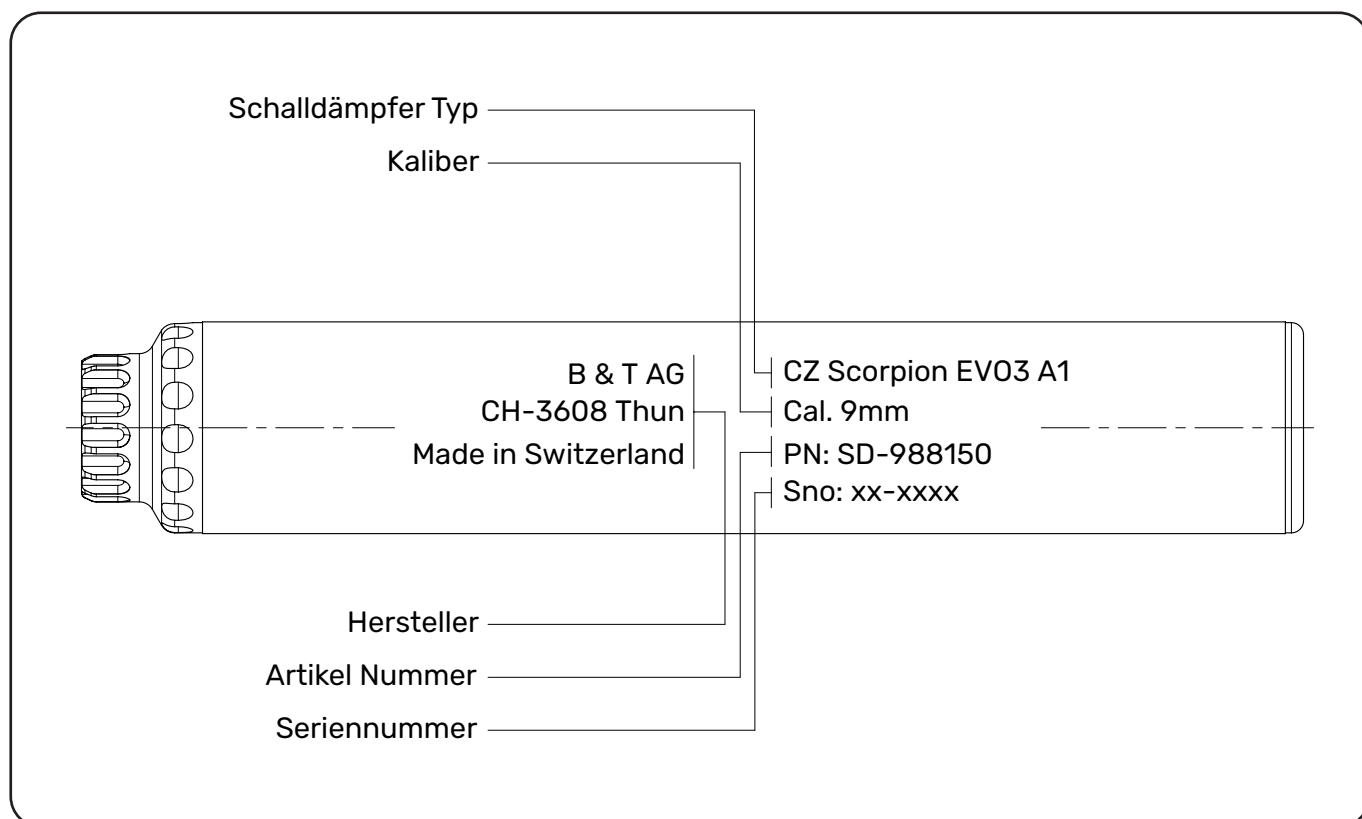 Schalldämpfer Typ
Kaliber
B & T AG
CH-3608 Thun
Made in Switzerland
CZ Scorpion EVO3 A1
Cal. 9mm
PN: SD-988150
Sno: xx-xxxx
Hersteller
Artikel Nummer
Seriennummer